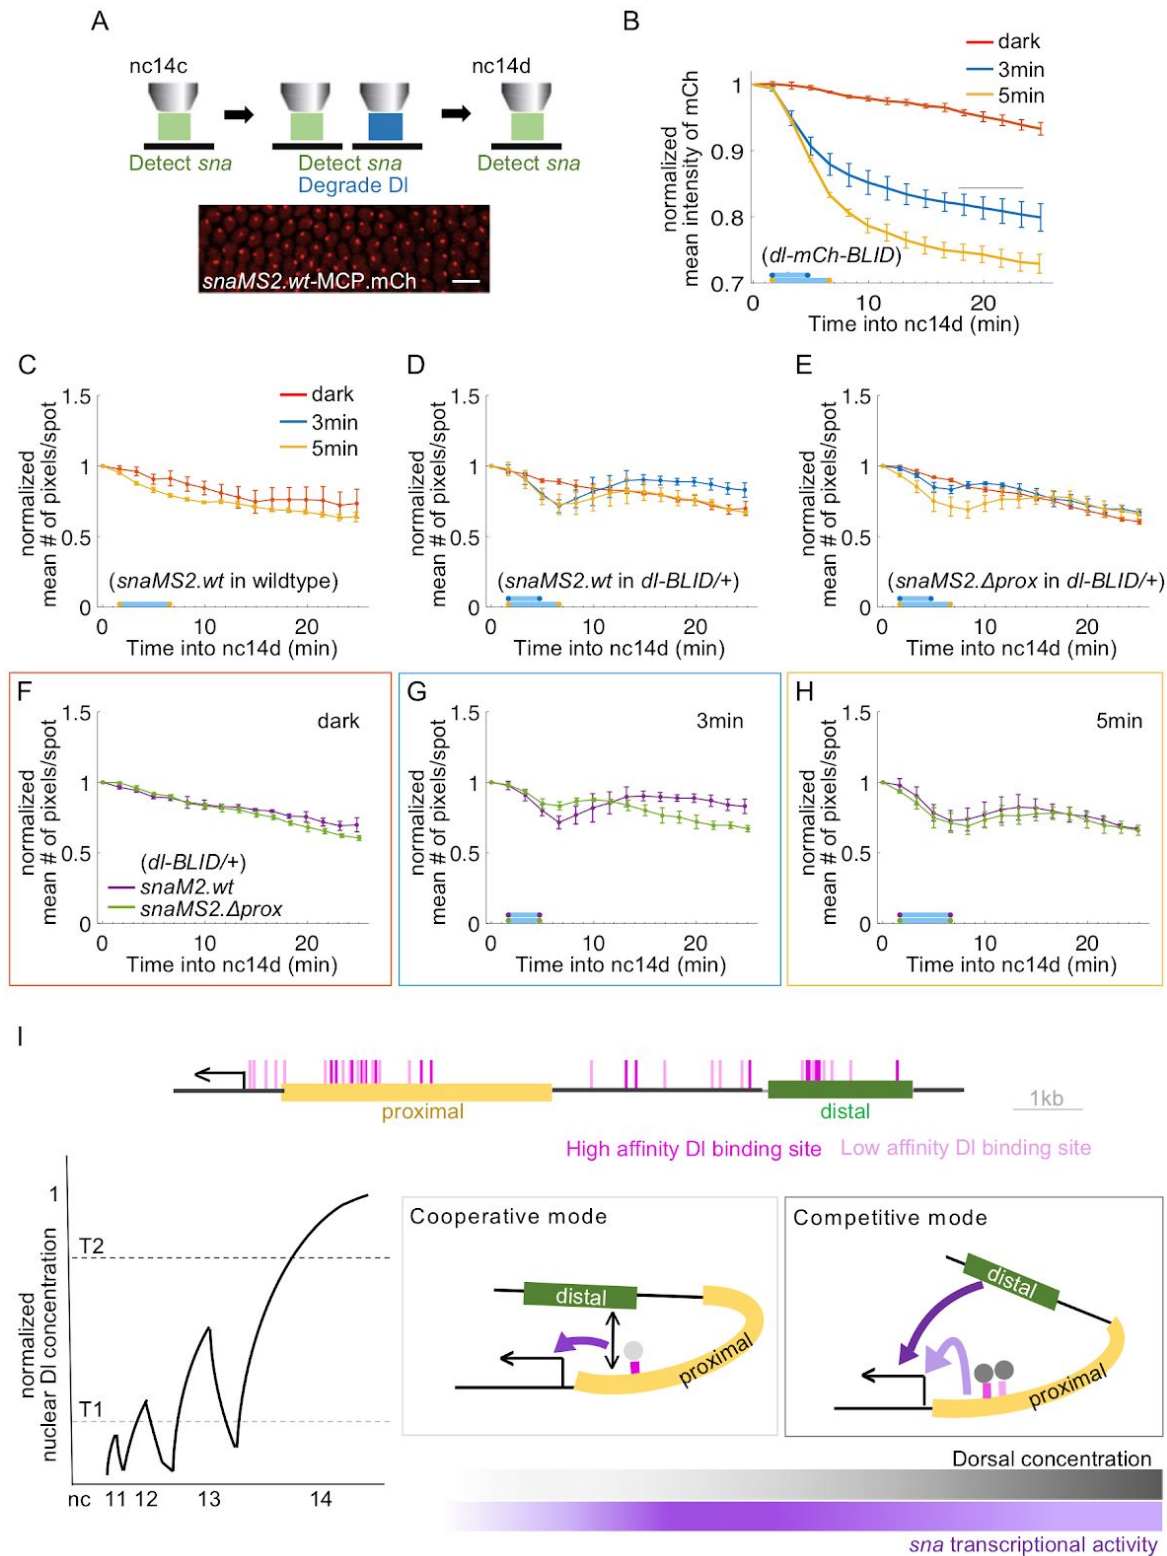 A
nc14c
nc14d
Detect sna
Detect sna
Detect sna
Degrade Dl
snaMS2.wt-MCP.mCh
B
dark
3min
5min
normalized
mean intensity of mCh
1
0.9
0.8
0.7
(dl-mCh-BLID)
0
10
20
Time into nc14d (min)
C
normalized
mean # of pixels/spot
1.5
1
0.5
0
dark
3min
5min
(snaMS2.wt in wildtype)
0
10
20
Time into nc14d (min)
D
normalized
mean # of pixels/spot
1.5
1
0.5
0
(snaMS2.wt in dl-BLID/+)
0
10
20
Time into nc14d (min)
E
normalized
mean # of pixels/spot
1.5
1
0.5
0
(snaMS2.Δprox in dl-BLID/+)
0
10
20
Time into nc14d (min)
F
dark
normalized
mean # of pixels/spot
1.5
1
0.5
0
(dl-BLID/+)
snaM2.wt
snaMS2.Δprox
0
10
20
Time into nc14d (min)
G
3min
normalized
mean # of pixels/spot
1.5
1
0.5
0
0
10
20
Time into nc14d (min)
H
5min
normalized
mean # of pixels/spot
1.5
1
0.5
0
0
10
20
Time into nc14d (min)
I
proximal
distal
1kb
High affinity Dl binding site
Low affinity Dl binding site
normalized
nuclear Dl concentration
1
T2
T1
nc 11 12 13 14
Cooperative mode
distal
proximal
Competitive mode
distal
proximal
Dorsal concentration
sna transcriptional activity